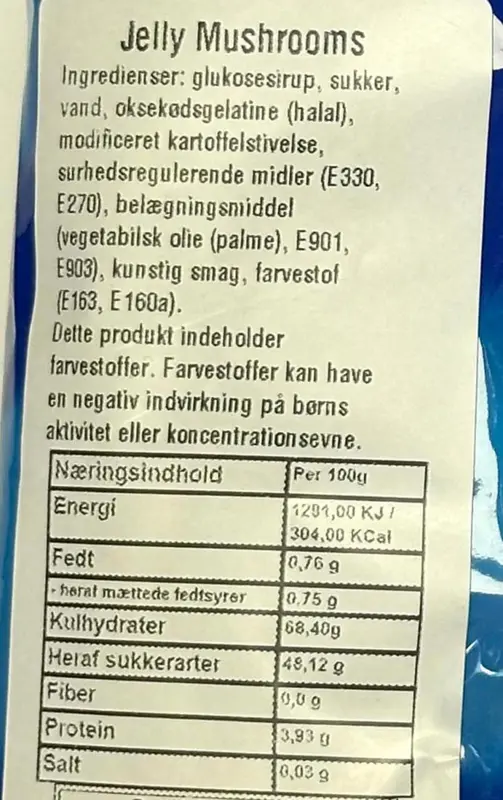 Jelly Mushrooms
Ingredienser: glukosesirup, sukker,
vand, oksekødsgelatine (halal),
modificeret kartoffelstivelse,
surhedsregulerende midler (E330,
E270), belægningsmiddel
(vegetabilsk olie (palme), E901,
E903), kunstig smag, farvestof
(E163, E160a).
Dette produkt indeholder
farvestoffer. Farvestoffer kan have
en negativ indvirkning på børns
aktivitet eller koncentrationsevne.
Næringsindhold Per 100g
Energi 1291,00 KJ /
304,00 KCal
Fedt 0,76 g
- heraf mættede fedtsyrer 0,75 g
Kulhydrater 68,40g
Heraf sukkerarter 48,12 g
Fiber 0,0 g
Protein 3,93 g
Salt 0,03 g